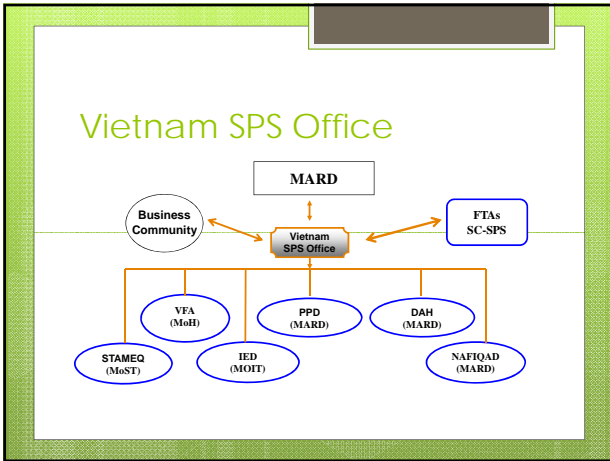 Vietnam SPS Office
MARD
Business
Community
Vietnam
SPS Office
FTAs
SC-SPS
VFA
(MoH)
PPD
(MARD)
DAH
(MARD)
STAMEQ
(MoST)
IED
(MOIT)
NAFIQAD
(MARD)